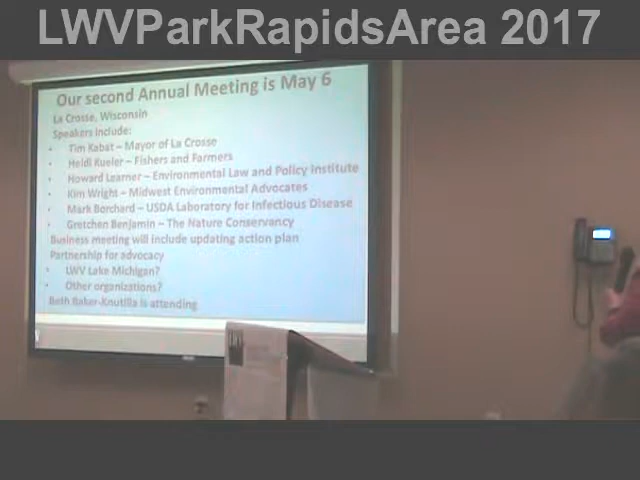 LWVParkRapidsArea 2017
Our second Annual Meeting is May 6
La Crosse, Wisconsin
Speakers include:
• Tim Kabat – Mayor of La Crosse
• Heidi Kueler – Fishers and Farmers
• Howard Learner – Environmental Law and Policy Institute
• Kim Wright – Midwest Environmental Advocates
• Mark Borchard – USDA Laboratory for Infectious Disease
• Gretchen Benjamin – The Nature Conservancy
Business meeting will include updating action plan
Partnership for advocacy
• LWV Lake Michigan?
• Other organizations?
Beth Baker-Knutilla is attending
LWV